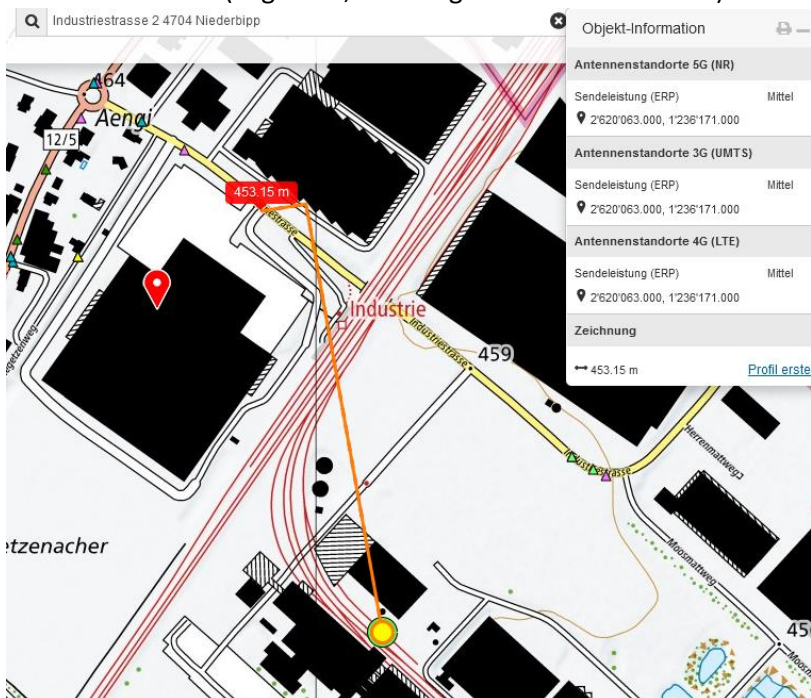 Industriestrasse 2 4704 Niederbipp
Objekt-Information
Antennenstandorte 5G (NR)
Sendeleistung (ERP) Mittel
2'620'063.000, 1'236'171.000
Antennenstandorte 3G (UMTS)
Sendeleistung (ERP) Mittel
2'620'063.000, 1'236'171.000
Antennenstandorte 4G (LTE)
Sendeleistung (ERP) Mittel
2'620'063.000, 1'236'171.000
Zeichnung
453.15 m
Profil erste
464
Aengi
12/5
453.15 m
Industrie
Industriestrasse
459
Herrenmattweg
Moosmattweg
etzenacher
45